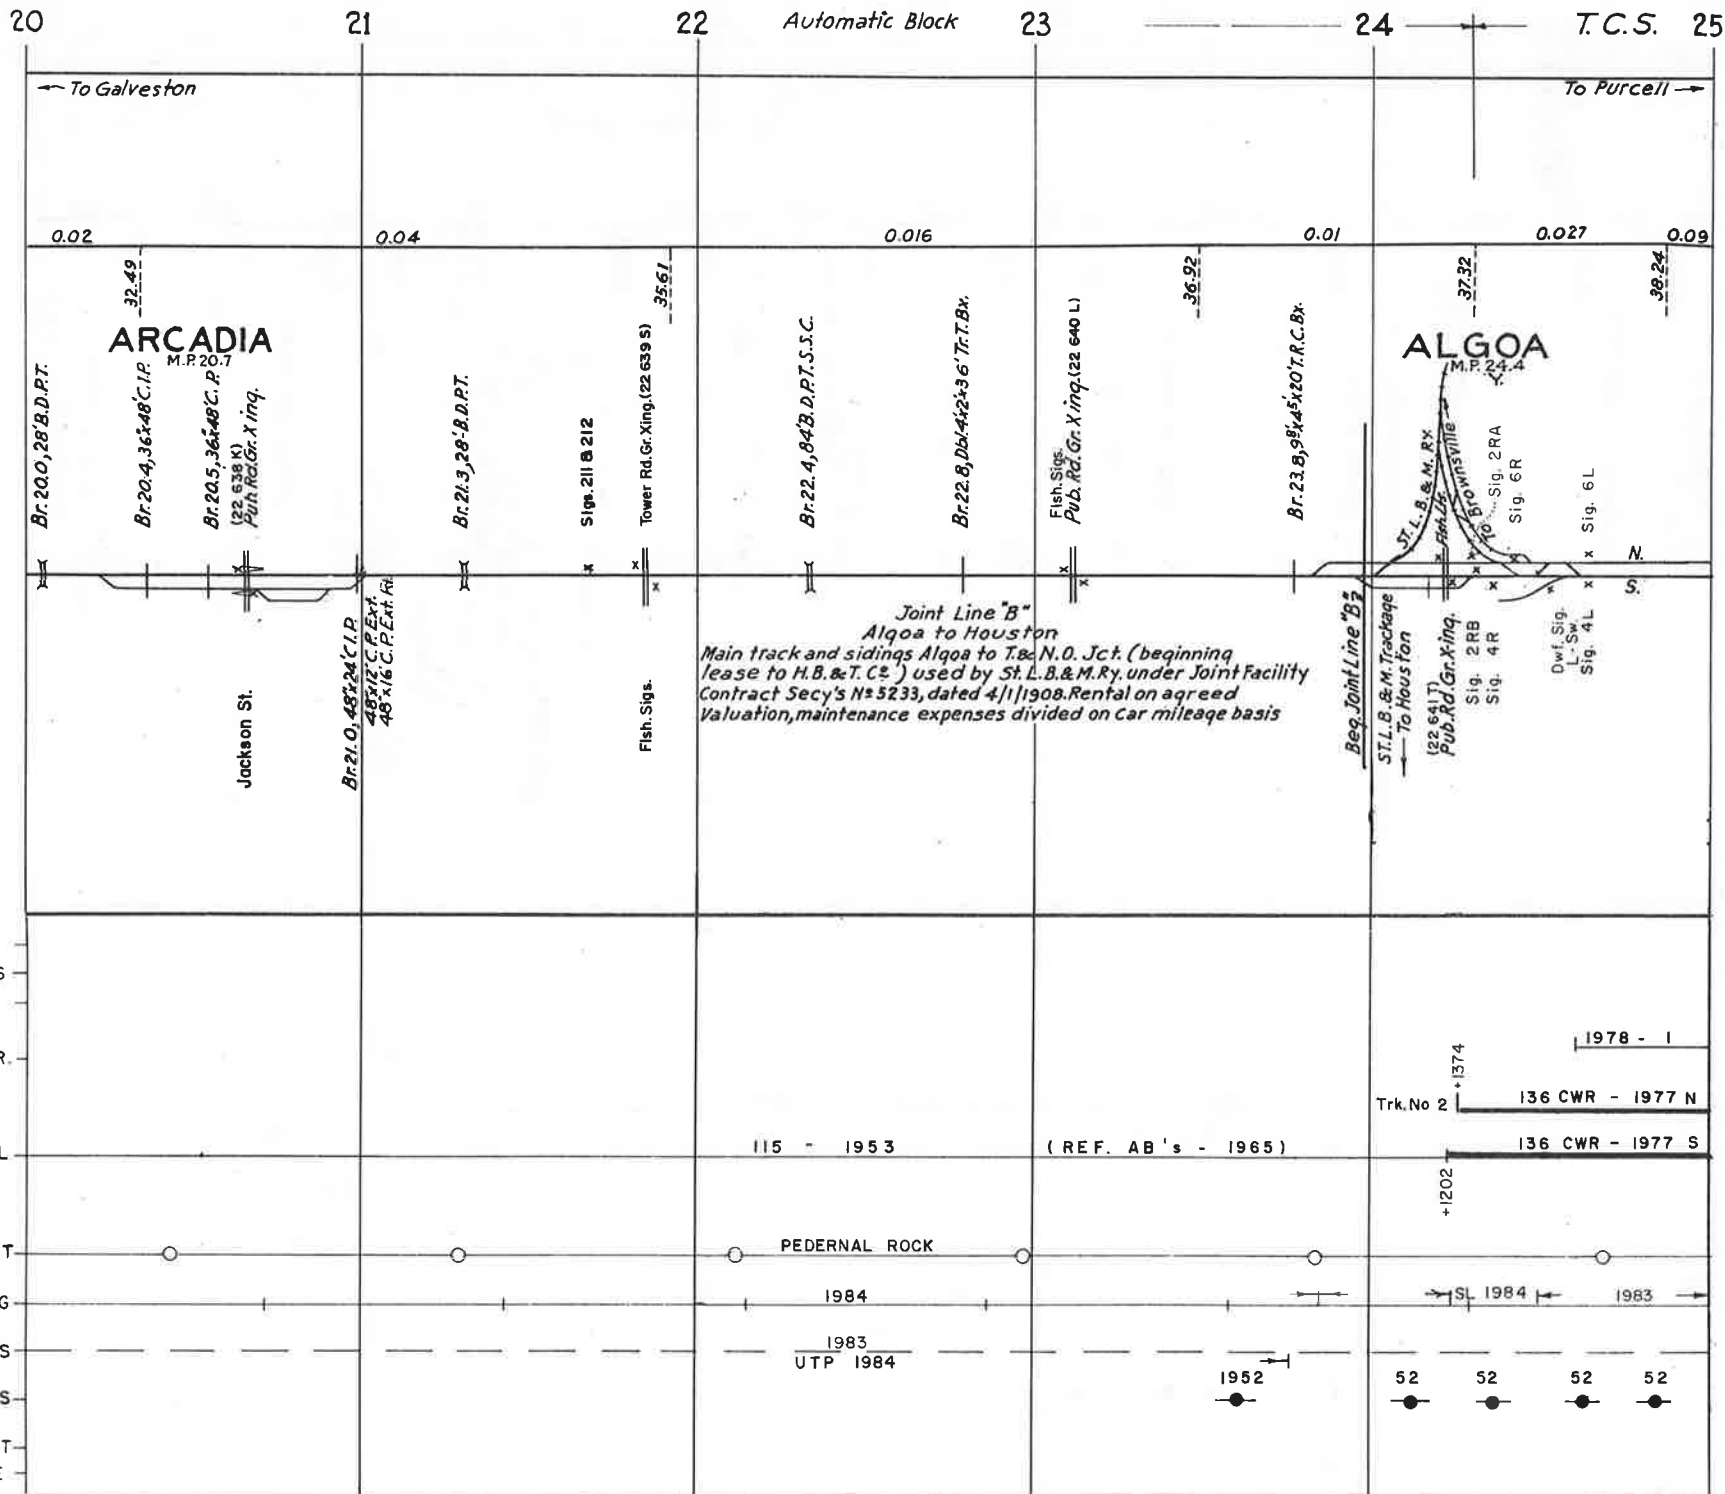 20 21 22 Automatic Block 23 24 T.C.S. 25
← To Galveston
To Purcell →
0.02 0.04 0.016 0.01 0.027 0.09
32.49 35.61 36.92 37.32 38.24
ARCADIA
M.P. 20.7
ALGOA
M.P. 24.4
Y.
Br. 20.0, 28' B.D.P.T.
Br. 20.4, 36"x48' C.I.P.
Br. 20.5, 36"x48' C.I.P.
(22 638 K)
Pub. Rd. Gr. Xing.
Br. 21.3, 28'-B.D.P.T.
Sigs. 211 & 212
Tower Rd. Gr. Xing. (22 639 S)
Br. 22.4, 84' B.D.P.T.S.S.C.
Br. 22.8, Dbl. 4'x2'x36' Tr. T. Bx.
Flsh. Sigs.
Pub. Rd. Gr. Xing. (22 640 L)
Br. 23.8, 9⁸'x4⁵'x20' T.R.C. Bx.
ST. L. B. & M. RY.
To Brownsville
Sig. 2RA
Sig. 6R
Sig. 6L
N.
S.
Jackson St.
Br. 21.0, 48"x24' C.I.P.
48"x12' C.P. Ext.
48"x16' C.P. Ext. Rt.
Flsh. Sigs.
Joint Line "B"
Algoa to Houston
Main track and sidings Algoa to T.& N.O. Jct. (beginning
lease to H.B.& T. Co.) used by St. L.B.& M. Ry. under Joint Facility
Contract Secy's No 5233, dated 4/1/1908. Rental on agreed
Valuation, maintenance expenses divided on Car mileage basis
Beg. Joint Line "B"
ST. L. B. & M. Trackage
← To Houston
(22 641 T)
Pub. Rd. Gr. X-ing.
Sig. 2RB
Sig. 4R
Dwf. Sig.
L-Sw.
Sig. 4L
S
R.
1978 - 1
+1374
Trk. No 2
136 CWR - 1977 N
L
115 - 1953 (REF. AB's - 1965)
136 CWR - 1977 S
+1202
T
PEDERNAL ROCK
G
1984
SL 1984
1983
S
1983
UTP 1984
S
1952 52 52 52 52
T